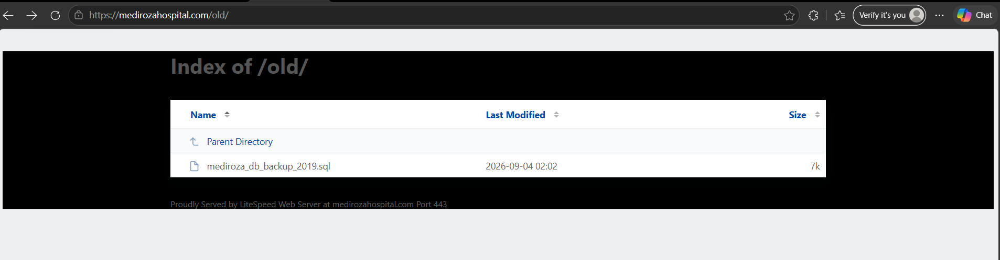 https://medirozahospital.com/old/
Verify it's you
Chat
Index of /old/
Name Last Modified Size
Parent Directory
mediroza_db_backup_2019.sql 2026-09-04 02:02 7k
Proudly Served by LiteSpeed Web Server at medirozahospital.com Port 443